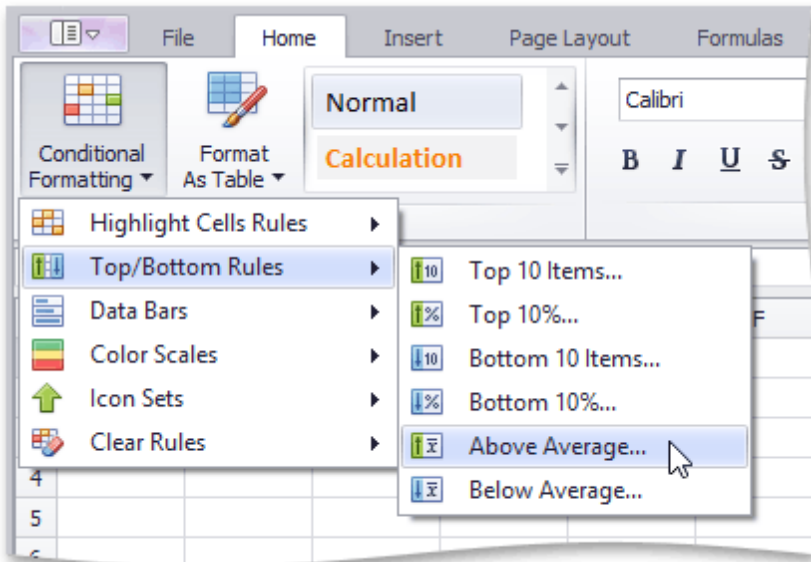 File Home Insert Page Layout Formulas
Normal
Calibri
Conditional Formatting
Format As Table
Calculation
B I U S
Highlight Cells Rules
Top/Bottom Rules
Data Bars
Color Scales
Icon Sets
Clear Rules
10 Top 10 Items...
% Top 10%...
10 Bottom 10 Items...
% Bottom 10%...
x̅ Above Average...
x̅ Below Average...
F
4
5